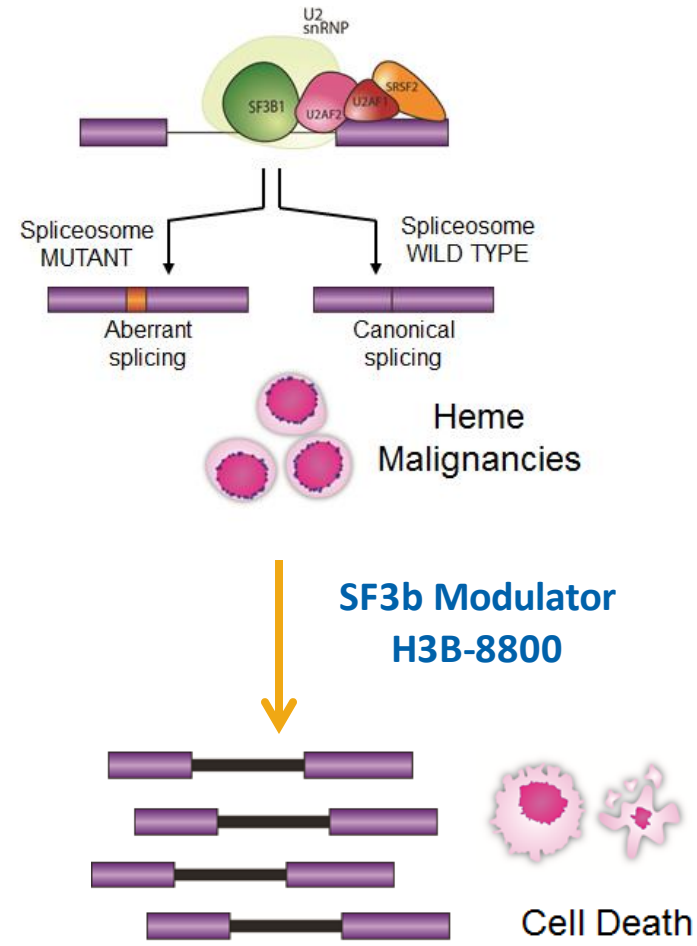 U2
snRNP
SF3B1
U2AF2
U2AF1
SRSF2
Spliceosome
MUTANT
Spliceosome
WILD TYPE
Aberrant
splicing
Canonical
splicing
Heme
Malignancies
SF3b Modulator
H3B-8800
Cell Death